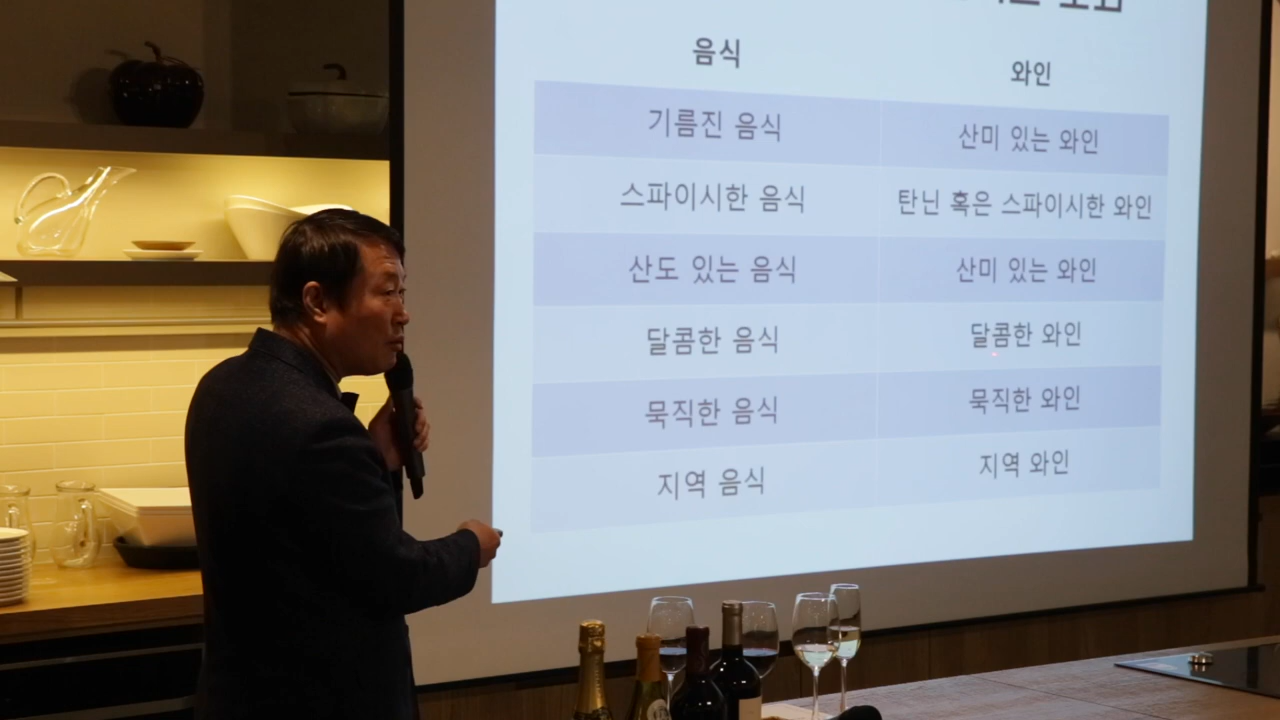 음식 와인
기름진 음식 산미 있는 와인
스파이시한 음식 탄닌 혹은 스파이시한 와인
산도 있는 음식 산미 있는 와인
달콤한 음식 달콤한 와인
묵직한 음식 묵직한 와인
지역 음식 지역 와인